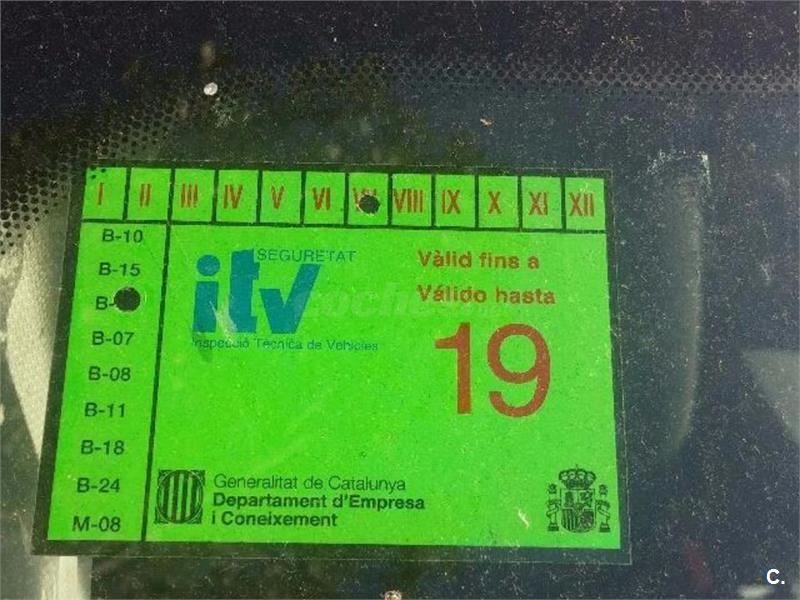 I II III IV V VI VIII IX X XI XII
B-10
B-15
B-
B-07
B-08
B-11
B-18
B-24
M-08
SEGURETAT
itv
Inspecció Tècnica de Vehicles
Vàlid fins a
Válido hasta
19
Generalitat de Catalunya
Departament d'Empresa
i Coneixement
C.